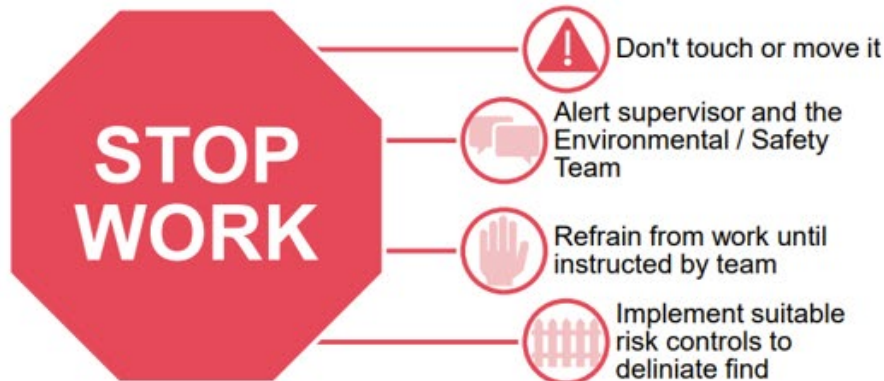 STOP
WORK
Don't touch or move it
Alert supervisor and the
Environmental / Safety
Team
Refrain from work until
instructed by team
Implement suitable
risk controls to
deliniate find